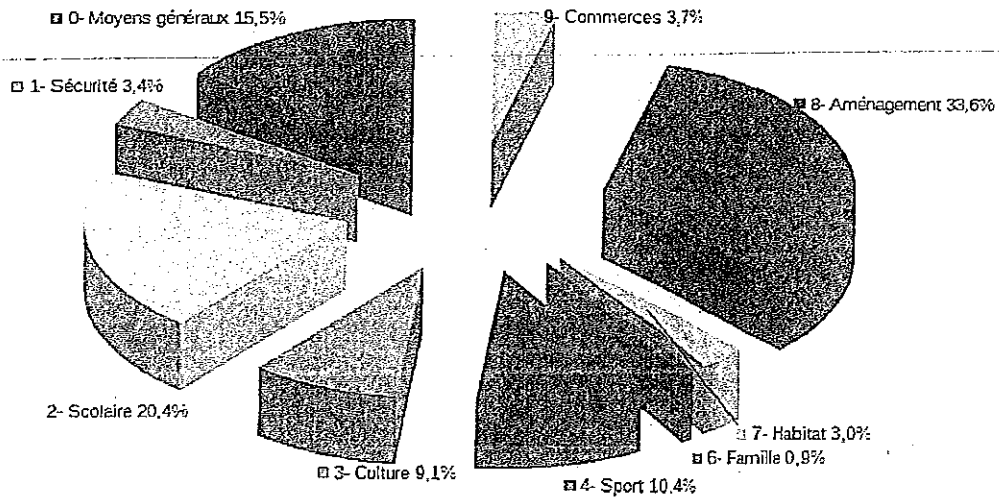 0- Moyens généraux 15,5%
9- Commerces 3,7%
1- Sécurité 3,4%
8- Aménagement 33,6%
2- Scolaire 20,4%
7- Habitat 3,0%
6- Famille 0,9%
3- Culture 9,1%
4- Sport 10,4%